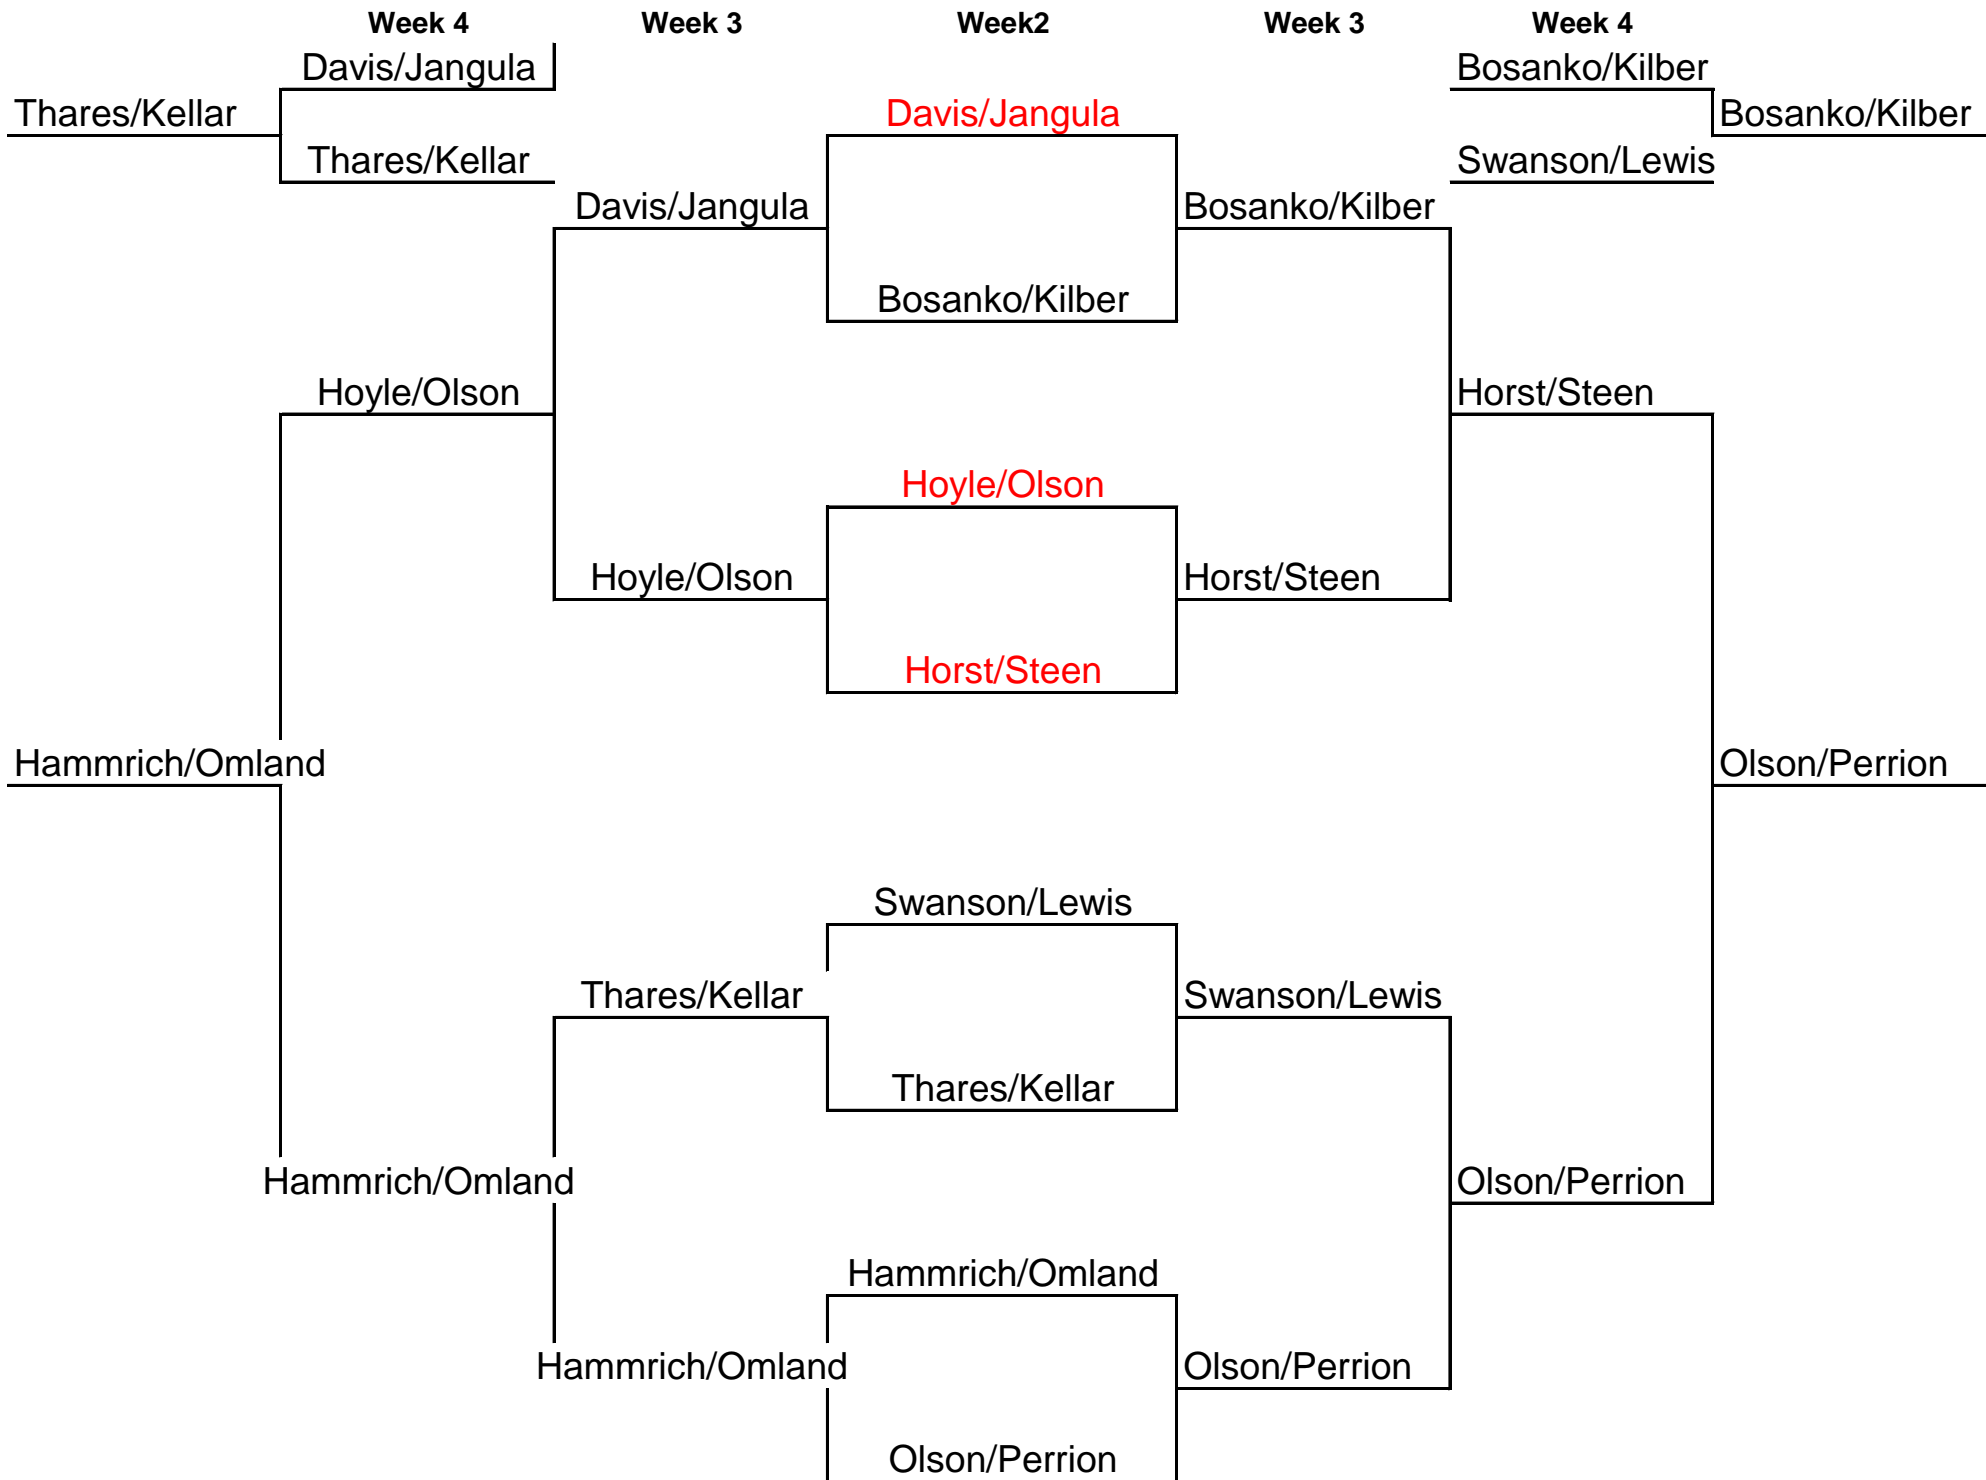 Week 4 Week 3 Week2 Week 3 Week 4
Davis/Jangula Bosanko/Kilber
Thares/Kellar Davis/Jangula Bosanko/Kilber
Thares/Kellar Swanson/Lewis
Davis/Jangula Bosanko/Kilber
Bosanko/Kilber
Hoyle/Olson Horst/Steen
Hoyle/Olson
Hoyle/Olson Horst/Steen
Horst/Steen
Hammrich/Omland Olson/Perrion
Swanson/Lewis
Thares/Kellar Swanson/Lewis
Thares/Kellar
Hammrich/Omland Olson/Perrion
Hammrich/Omland
Hammrich/Omland Olson/Perrion
Olson/Perrion